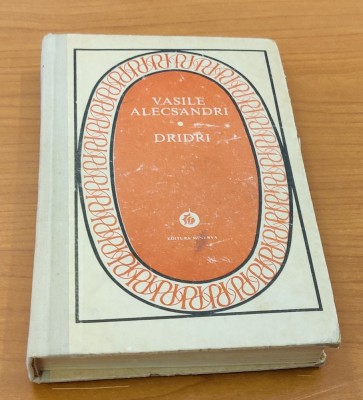 VASILE
ALECSANDRI
DRIDRI
EDITURA MINERVA